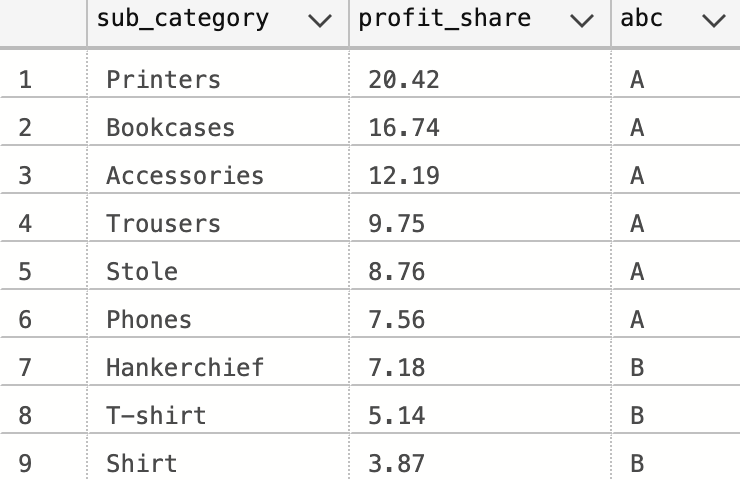 sub_category profit_share abc
1 Printers 20.42 A
2 Bookcases 16.74 A
3 Accessories 12.19 A
4 Trousers 9.75 A
5 Stole 8.76 A
6 Phones 7.56 A
7 Hankerchief 7.18 B
8 T-shirt 5.14 B
9 Shirt 3.87 B